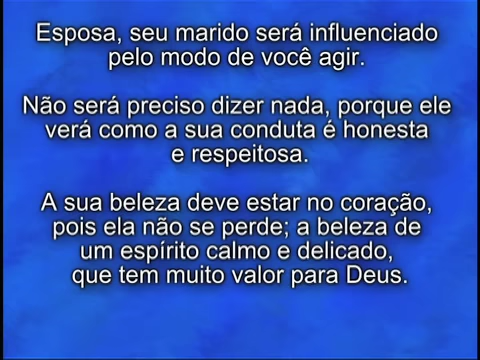 Esposa, seu marido será influenciado
pelo modo de você agir.
Não será preciso dizer nada, porque ele
verá como a sua conduta é honesta
e respeitosa.
A sua beleza deve estar no coração,
pois ela não se perde; a beleza de
um espírito calmo e delicado,
que tem muito valor para Deus.